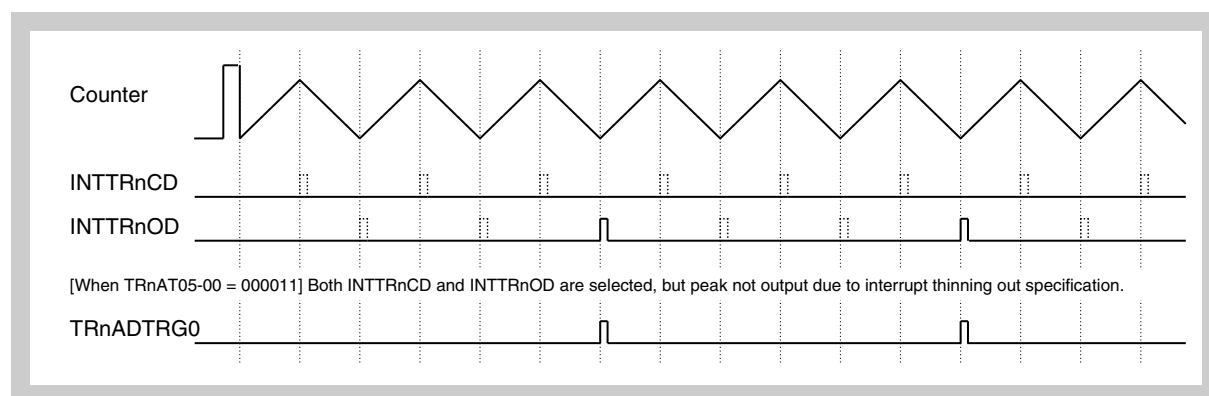 Counter
INTTRnCD
INTTRnOD
[When TRnAT05-00 = 000011] Both INTTRnCD and INTTRnOD are selected, but peak not output due to interrupt thinning out specification.
TRnADTRG0